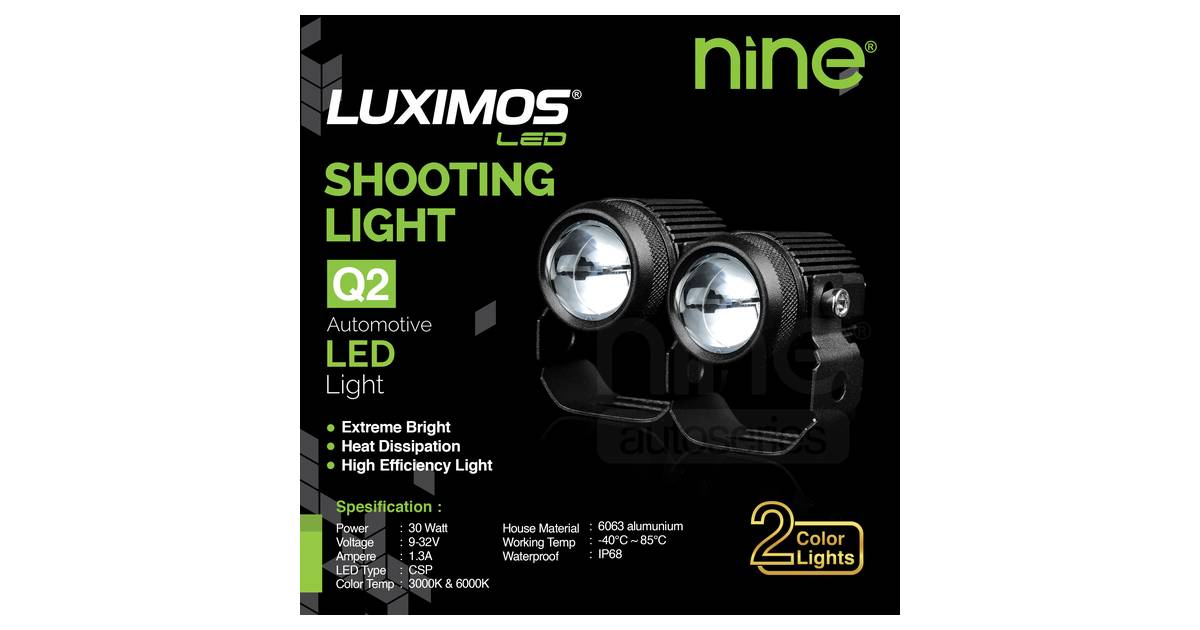 nine®
LUXIMOS®
LED
SHOOTING
LIGHT
Q2
Automotive
LED
Light
Extreme Bright
Heat Dissipation
High Efficiency Light
Spesification :
Power : 30 Watt
Voltage : 9-32V
Ampere : 1.3A
LED Type : CSP
Color Temp : 3000K & 6000K
House Material : 6063 alumunium
Working Temp : -40°C ~ 85°C
Waterproof : IP68
2 Color
Lights
nine®
autoseries